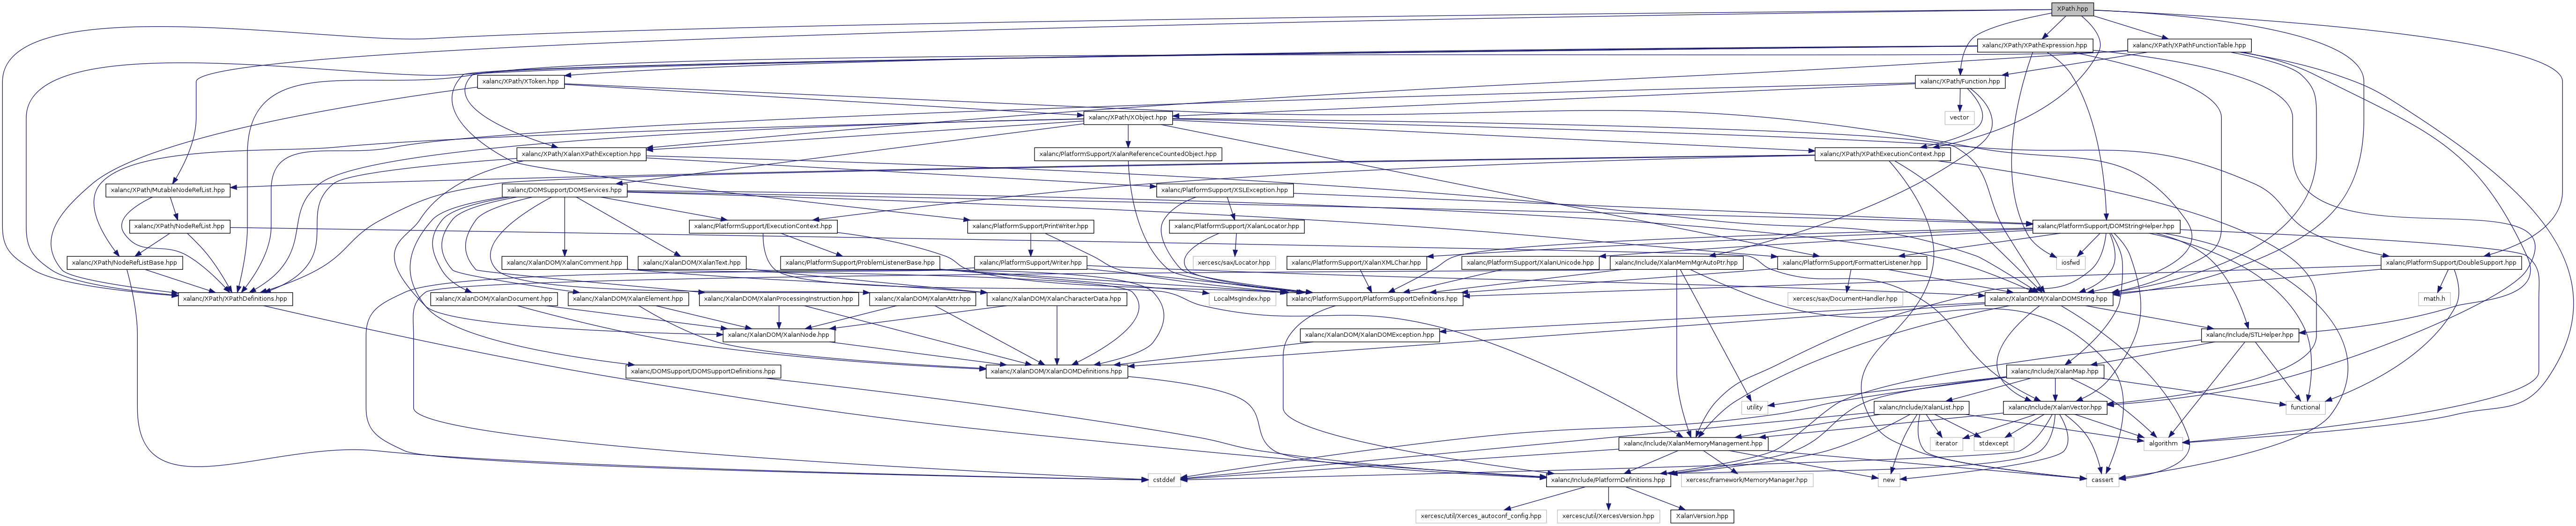 XPath.hpp
xalanc/XPath/XPathExpression.hpp
xalanc/XPath/XPathFunctionTable.hpp
xalanc/XPath/XToken.hpp
xalanc/XPath/Function.hpp
xalanc/XPath/XObject.hpp
vector
xalanc/XPath/XalanXPathException.hpp
xalanc/PlatformSupport/XalanReferenceCountedObject.hpp
xalanc/XPath/XPathExecutionContext.hpp
xalanc/XPath/MutableNodeRefList.hpp
xalanc/DOMSupport/DOMServices.hpp
xalanc/PlatformSupport/XSLException.hpp
xalanc/XPath/NodeRefList.hpp
xalanc/PlatformSupport/ExecutionContext.hpp
xalanc/PlatformSupport/PrintWriter.hpp
xalanc/PlatformSupport/XalanLocator.hpp
xalanc/PlatformSupport/DOMStringHelper.hpp
xalanc/XPath/NodeRefListBase.hpp
xalanc/XalanDOM/XalanComment.hpp
xalanc/XalanDOM/XalanText.hpp
xalanc/PlatformSupport/ProblemListenerBase.hpp
xalanc/PlatformSupport/Writer.hpp
xercesc/sax/Locator.hpp
xalanc/PlatformSupport/XalanXMLChar.hpp
xalanc/PlatformSupport/XalanUnicode.hpp
xalanc/Include/XalanMemMgrAutoPtr.hpp
xalanc/PlatformSupport/FormatterListener.hpp
iosfwd
xalanc/PlatformSupport/DoubleSupport.hpp
xalanc/XPath/XPathDefinitions.hpp
xalanc/XalanDOM/XalanDocument.hpp
xalanc/XalanDOM/XalanElement.hpp
xalanc/XalanDOM/XalanProcessingInstruction.hpp
xalanc/XalanDOM/XalanAttr.hpp
xalanc/XalanDOM/XalanCharacterData.hpp
LocalMsgIndex.hpp
xalanc/PlatformSupport/PlatformSupportDefinitions.hpp
xercesc/sax/DocumentHandler.hpp
xalanc/XalanDOM/XalanDOMString.hpp
math.h
xalanc/XalanDOM/XalanNode.hpp
xalanc/XalanDOM/XalanDOMException.hpp
xalanc/Include/STLHelper.hpp
xalanc/DOMSupport/DOMSupportDefinitions.hpp
xalanc/XalanDOM/XalanDOMDefinitions.hpp
xalanc/Include/XalanMap.hpp
utility
xalanc/Include/XalanList.hpp
xalanc/Include/XalanVector.hpp
functional
xalanc/Include/XalanMemoryManagement.hpp
iterator
stdexcept
algorithm
cstddef
xalanc/Include/PlatformDefinitions.hpp
xercesc/framework/MemoryManager.hpp
new
cassert
xercesc/util/Xerces_autoconf_config.hpp
xercesc/util/XercesVersion.hpp
XalanVersion.hpp